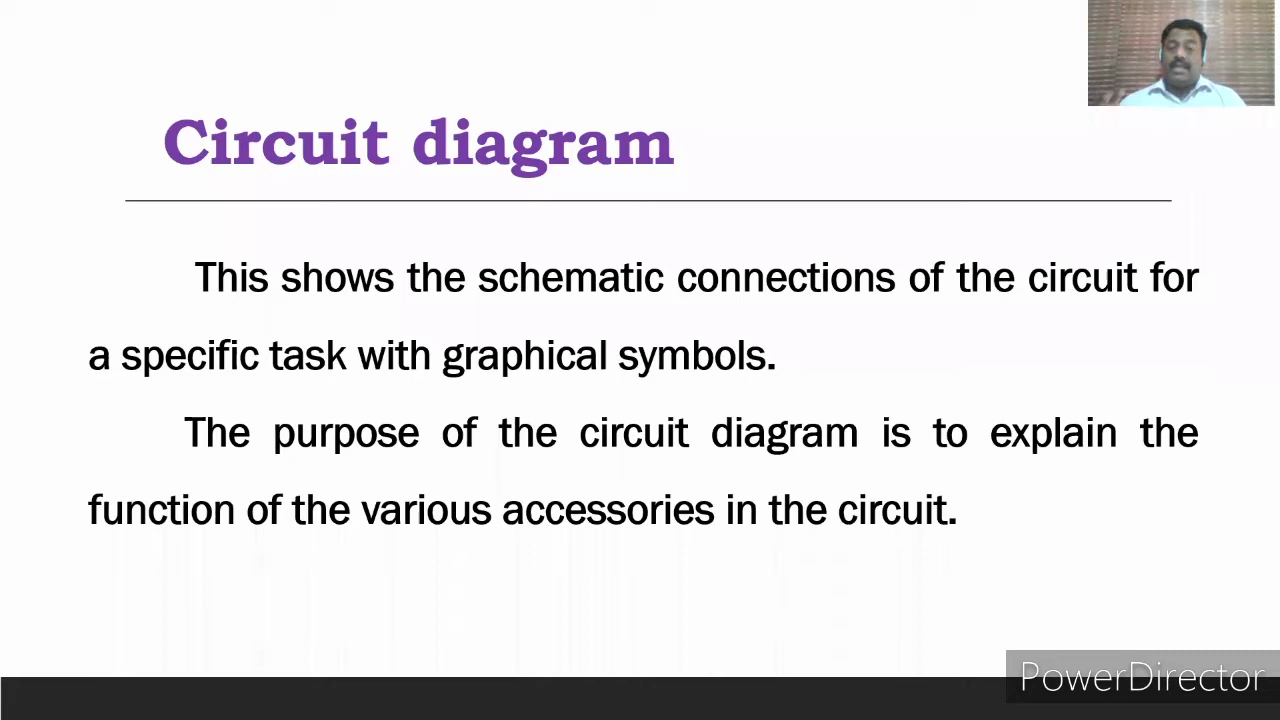 Circuit diagram
This shows the schematic connections of the circuit for
a specific task with graphical symbols.
The purpose of the circuit diagram is to explain the
function of the various accessories in the circuit.
PowerDirector